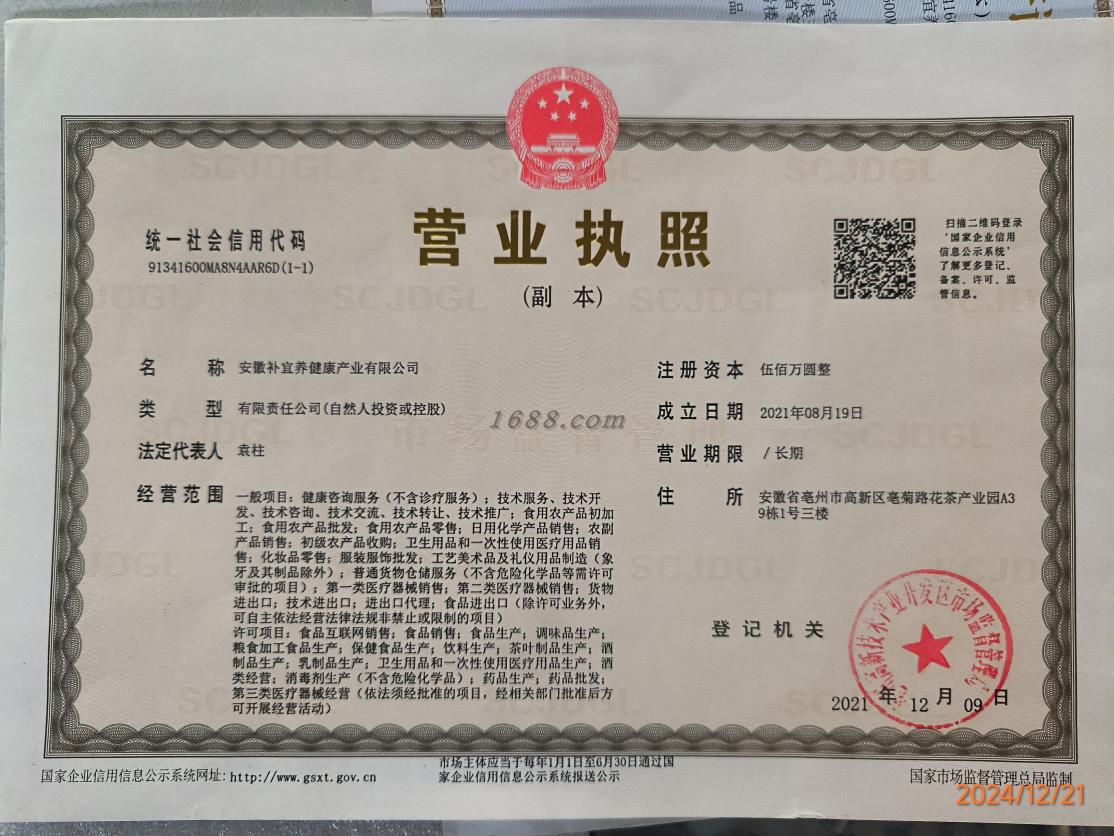 营业执照
(副 本)
统一社会信用代码
91341600MA8N4AAR6D(1-1)
扫描二维码登录
‘国家企业信用
信息公示系统’
了解更多登记、
备案、许可、监
管信息。
名 称 安徽补宜养健康产业有限公司
类 型 有限责任公司(自然人投资或控股)
法定代表人 袁柱
经营范围 一般项目：健康咨询服务（不含诊疗服务）；技术服务、技术开
发、技术咨询、技术交流、技术转让、技术推广；食用农产品初加
工；食用农产品批发；食用农产品零售；日用化学产品销售；农副
产品销售；初级农产品收购；卫生用品和一次性使用医疗用品销
售；化妆品零售；服装服饰批发；工艺美术品及礼仪用品制造（象
牙及其制品除外）；普通货物仓储服务（不含危险化学品等需许可
审批的项目）；第一类医疗器械销售；第二类医疗器械销售；货物
进出口；技术进出口；进出口代理；食品进出口（除许可业务外，
可自主依法经营法律法规非禁止或限制的项目）
许可项目：食品互联网销售；食品销售；食品生产；调味品生产；
粮食加工食品生产；保健食品生产；饮料生产；茶叶制品生产；酒
制品生产；乳制品生产；卫生用品和一次性使用医疗用品生产；酒
类经营；消毒剂生产（不含危险化学品）；药品生产；药品批发；
第三类医疗器械经营（依法须经批准的项目，经相关部门批准后方
可开展经营活动）
注册资本 伍佰万圆整
成立日期 2021年08月19日
营业期限 / 长期
住 所 安徽省亳州市高新区亳菊路花茶产业园A3
9栋1号三楼
1688.com
登记机关
高新技术产业开发区市场监督管理
2021 年 12 月 09 日
国家企业信用信息公示系统网址：http://www.gsxt.gov.cn
市场主体应当于每年1月1日至6月30日通过国
家企业信用信息公示系统报送公示
国家市场监督管理总局监制
2024/12/21